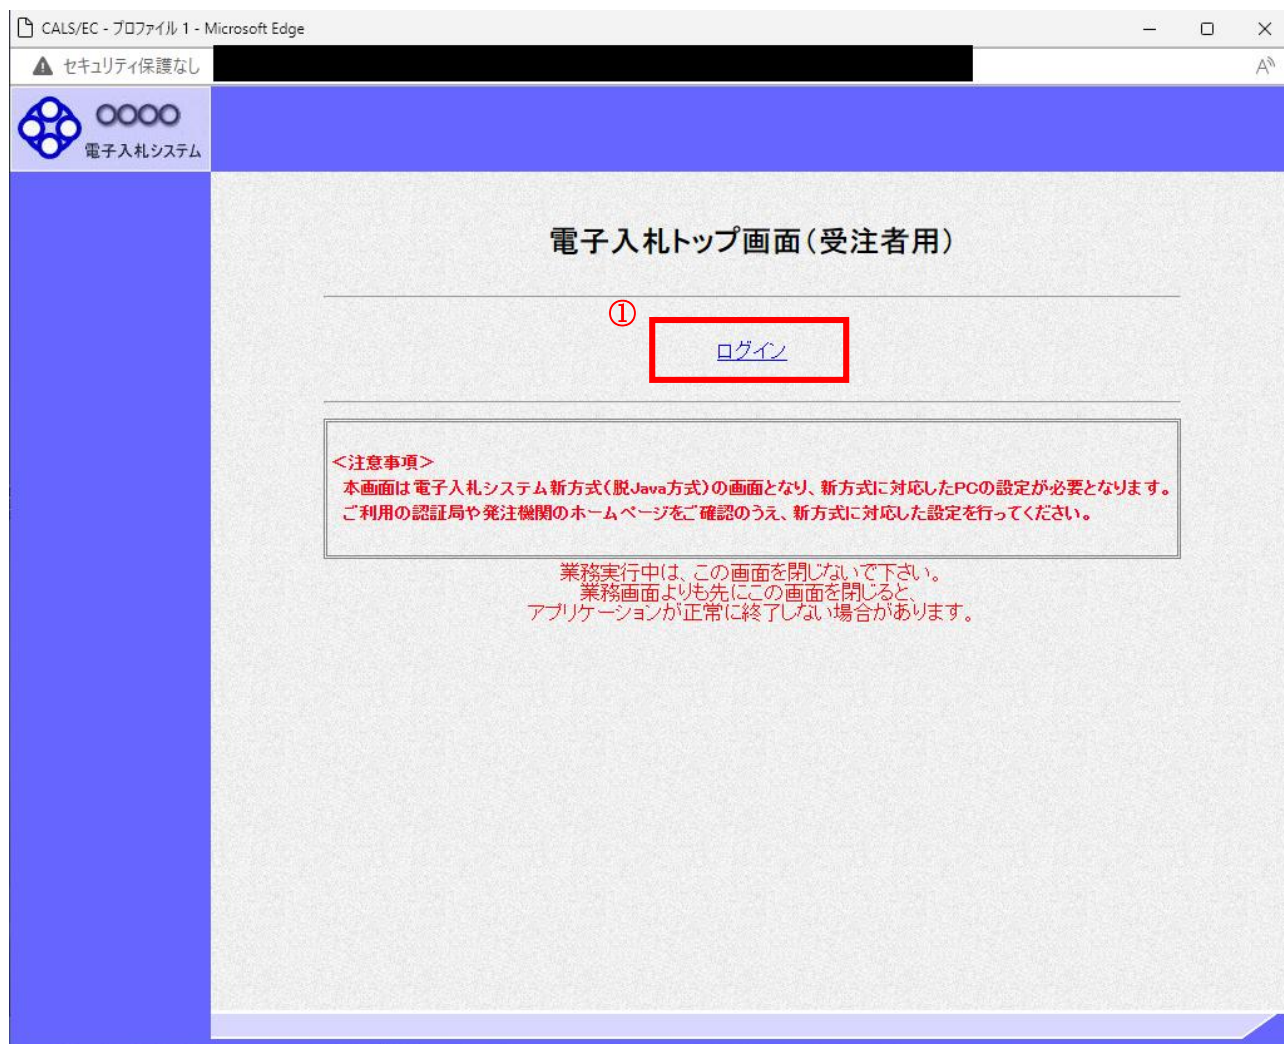 CALS/EC - プロファイル 1 - Microsoft Edge
セキュリティ保護なし
○○○○
電子入札システム
電子入札トップ画面(受注者用)
①
ログイン
<注意事項>
本画面は電子入札システム新方式(脱Java方式)の画面となり、新方式に対応したPCの設定が必要となります。
ご利用の認証局や発注機関のホームページをご確認のうえ、新方式に対応した設定を行ってください。
業務実行中は、この画面を閉じないで下さい。
業務画面よりも先にこの画面を閉じると、
アプリケーションが正常に終了しない場合があります。